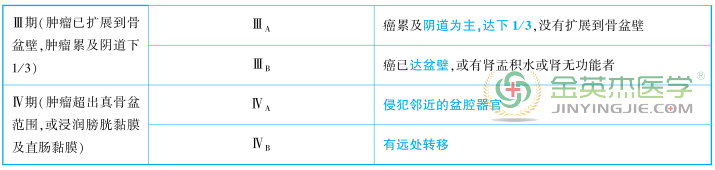 Ⅲ期(肿瘤已扩展到骨
盆壁,肿瘤累及阴道下
1/3)
ⅢA
癌累及阴道为主,达下 1/3,没有扩展到骨盆壁
ⅢB
癌已达盆壁,或有肾盂积水或肾无功能者
Ⅳ期(肿瘤超出真骨盆
范围,或浸润膀胱黏膜
及直肠黏膜)
ⅣA
侵犯邻近的盆腔器官
ⅣB
有远处转移
金英杰医学
JINYINGJIE.COM